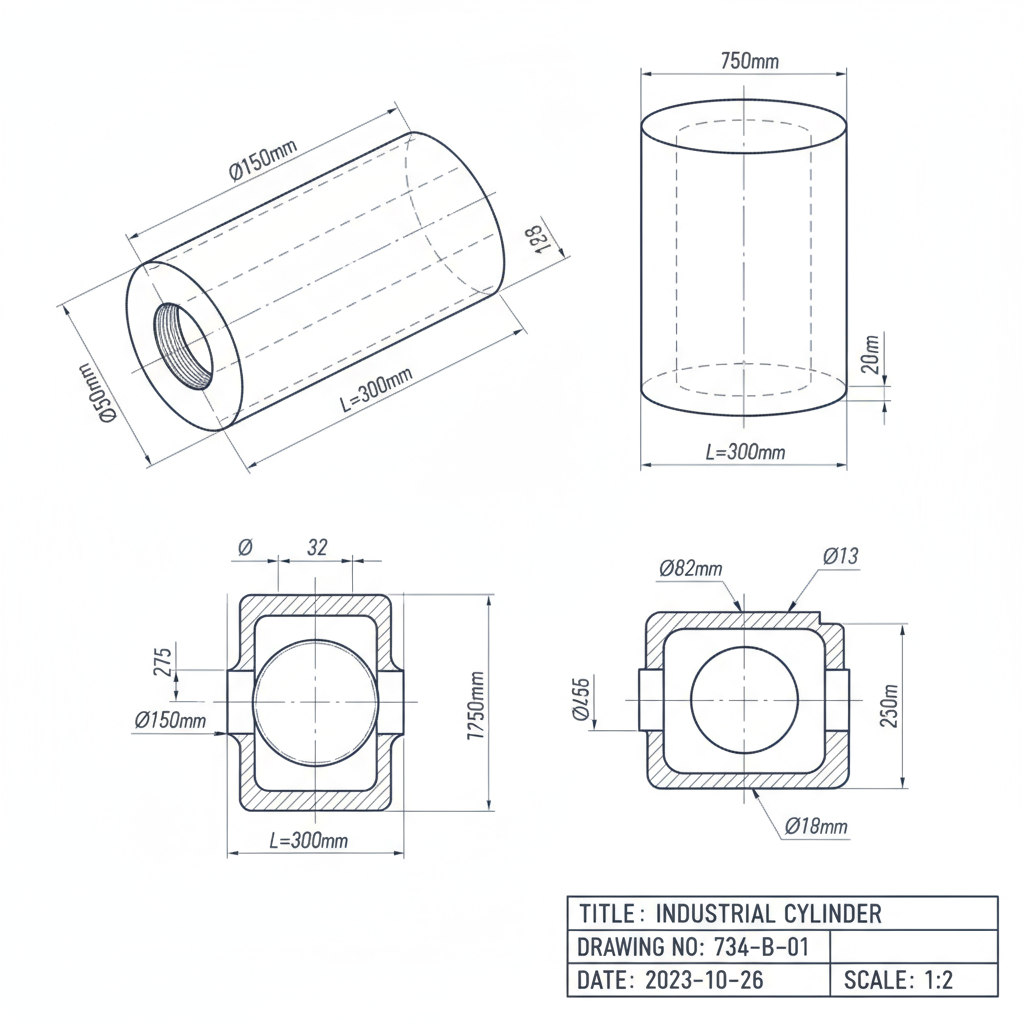 Ø150mm
128
Ø50mm
L=300mm
750mm
20m
L=300mm
Ø 32
275
Ø150mm
1750mm
L=300mm
Ø82mm
Ø13
250m
Ø18mm
TITLE: INDUSTRIAL CYLINDER
DRAWING NO: 734-B-01
DATE: 2023-10-26 SCALE: 1:2